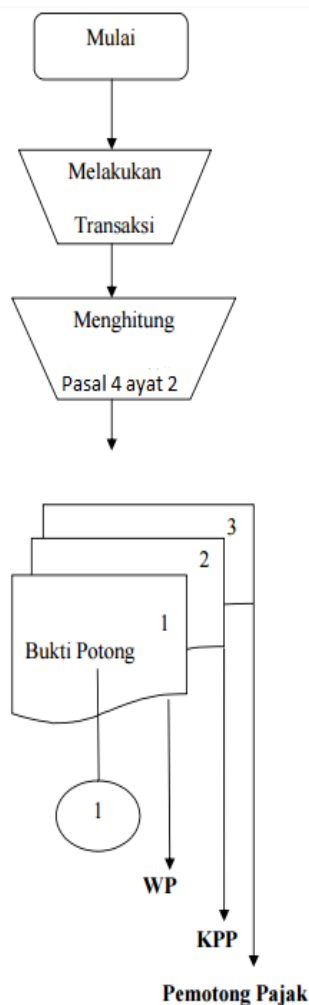 Mulai
Melakukan
Transaksi
Menghitung
Pasal 4 ayat 2
3
2
1
Bukti Potong
1
WP
KPP
Pemotong Pajak